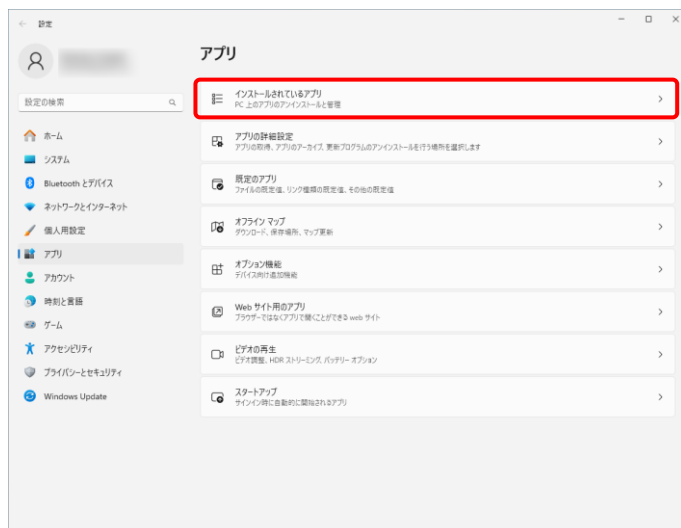 設定
アプリ
設定の検索
ホーム
システム
Bluetooth とデバイス
ネットワークとインターネット
個人用設定
アプリ
アカウント
時刻と言語
ゲーム
アクセシビリティ
プライバシーとセキュリティ
Windows Update
インストールされているアプリ
PC 上のアプリのアンインストールと管理
アプリの詳細設定
アプリの取得、アプリのアーカイブ、更新プログラムのアンインストールを行う場所を選択します
既定のアプリ
ファイルの既定値、リンク種類の既定値、その他の既定値
オフライン マップ
ダウンロード、保存場所、マップ更新
オプション機能
デバイス向け追加機能
Web サイト用のアプリ
ブラウザーではなくアプリで開くことができる web サイト
ビデオの再生
ビデオ調整、HDR ストリーミング、バッテリー オプション
スタートアップ
サインイン時に自動的に開始されるアプリ